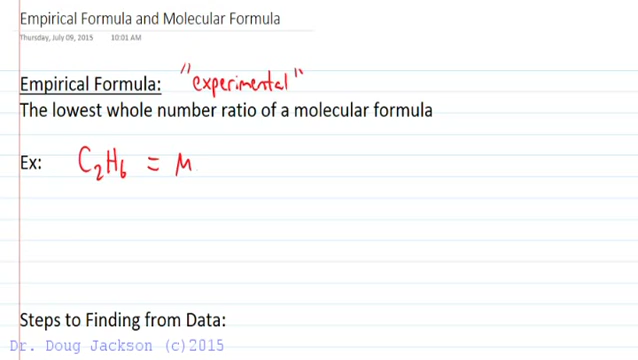 Empirical Formula and Molecular Formula
Thursday, July 09, 2015 10:01 AM
Empirical Formula: "experimental"
The lowest whole number ratio of a molecular formula
Ex: C₂H₆ = M
Steps to Finding from Data:
Dr. Doug Jackson (c)2015